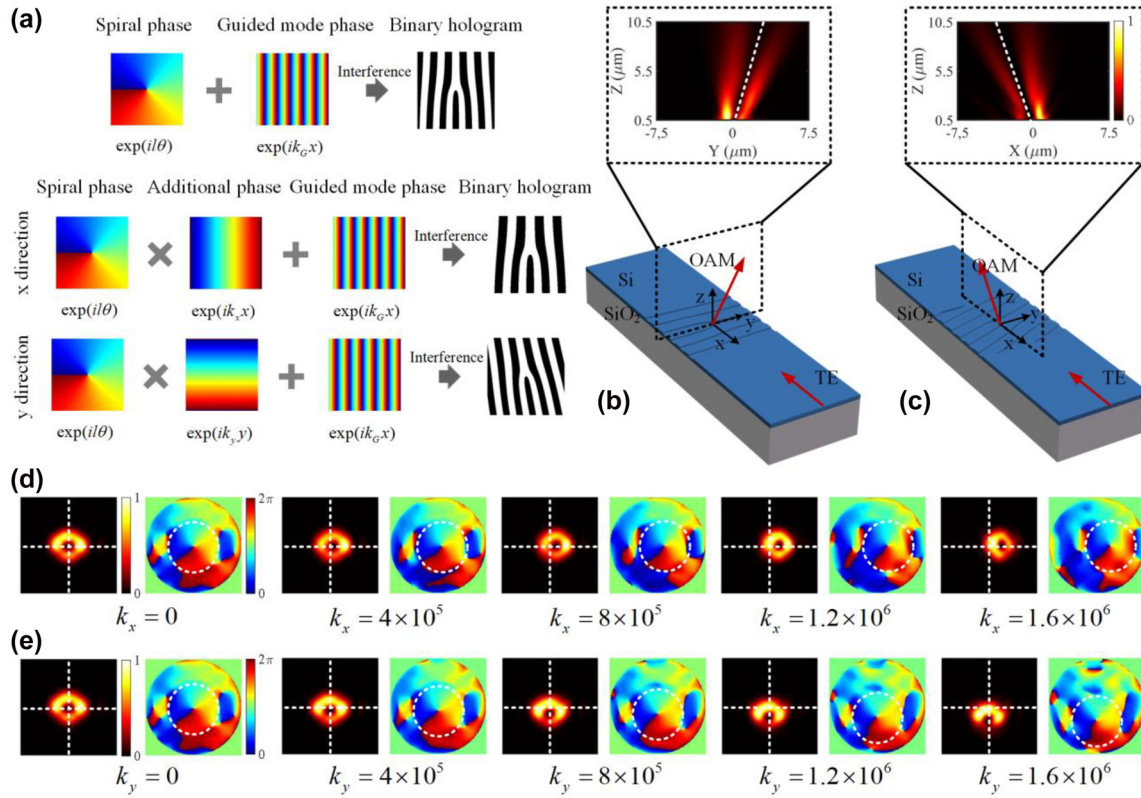 (a)
Spiral phase Guided mode phase Binary hologram
Interference
exp(ilθ) exp(ik_G x)
Spiral phase Additional phase Guided mode phase Binary hologram
x direction
Interference
exp(ilθ) exp(ik_x x) exp(ik_G x)
y direction
Interference
exp(ilθ) exp(ik_y y) exp(ik_G x)
(b)
Z (μm)
10.5
5.5
0.5
-7,5 0 7.5
Y (μm)
OAM
Si
SiO₂
z
y
x
TE
(c)
Z (μm)
10.5
5.5
0.5
-7,5 0 7.5
X (μm)
1
0
OAM
Si
SiO₂
z
y
x
TE
(d)
1
0
2π
0
k_x = 0 k_x = 4×10⁵ k_x = 8×10⁵ k_x = 1.2×10⁶ k_x = 1.6×10⁶
(e)
1
0
2π
0
k_y = 0 k_y = 4×10⁵ k_y = 8×10⁵ k_y = 1.2×10⁶ k_y = 1.6×10⁶